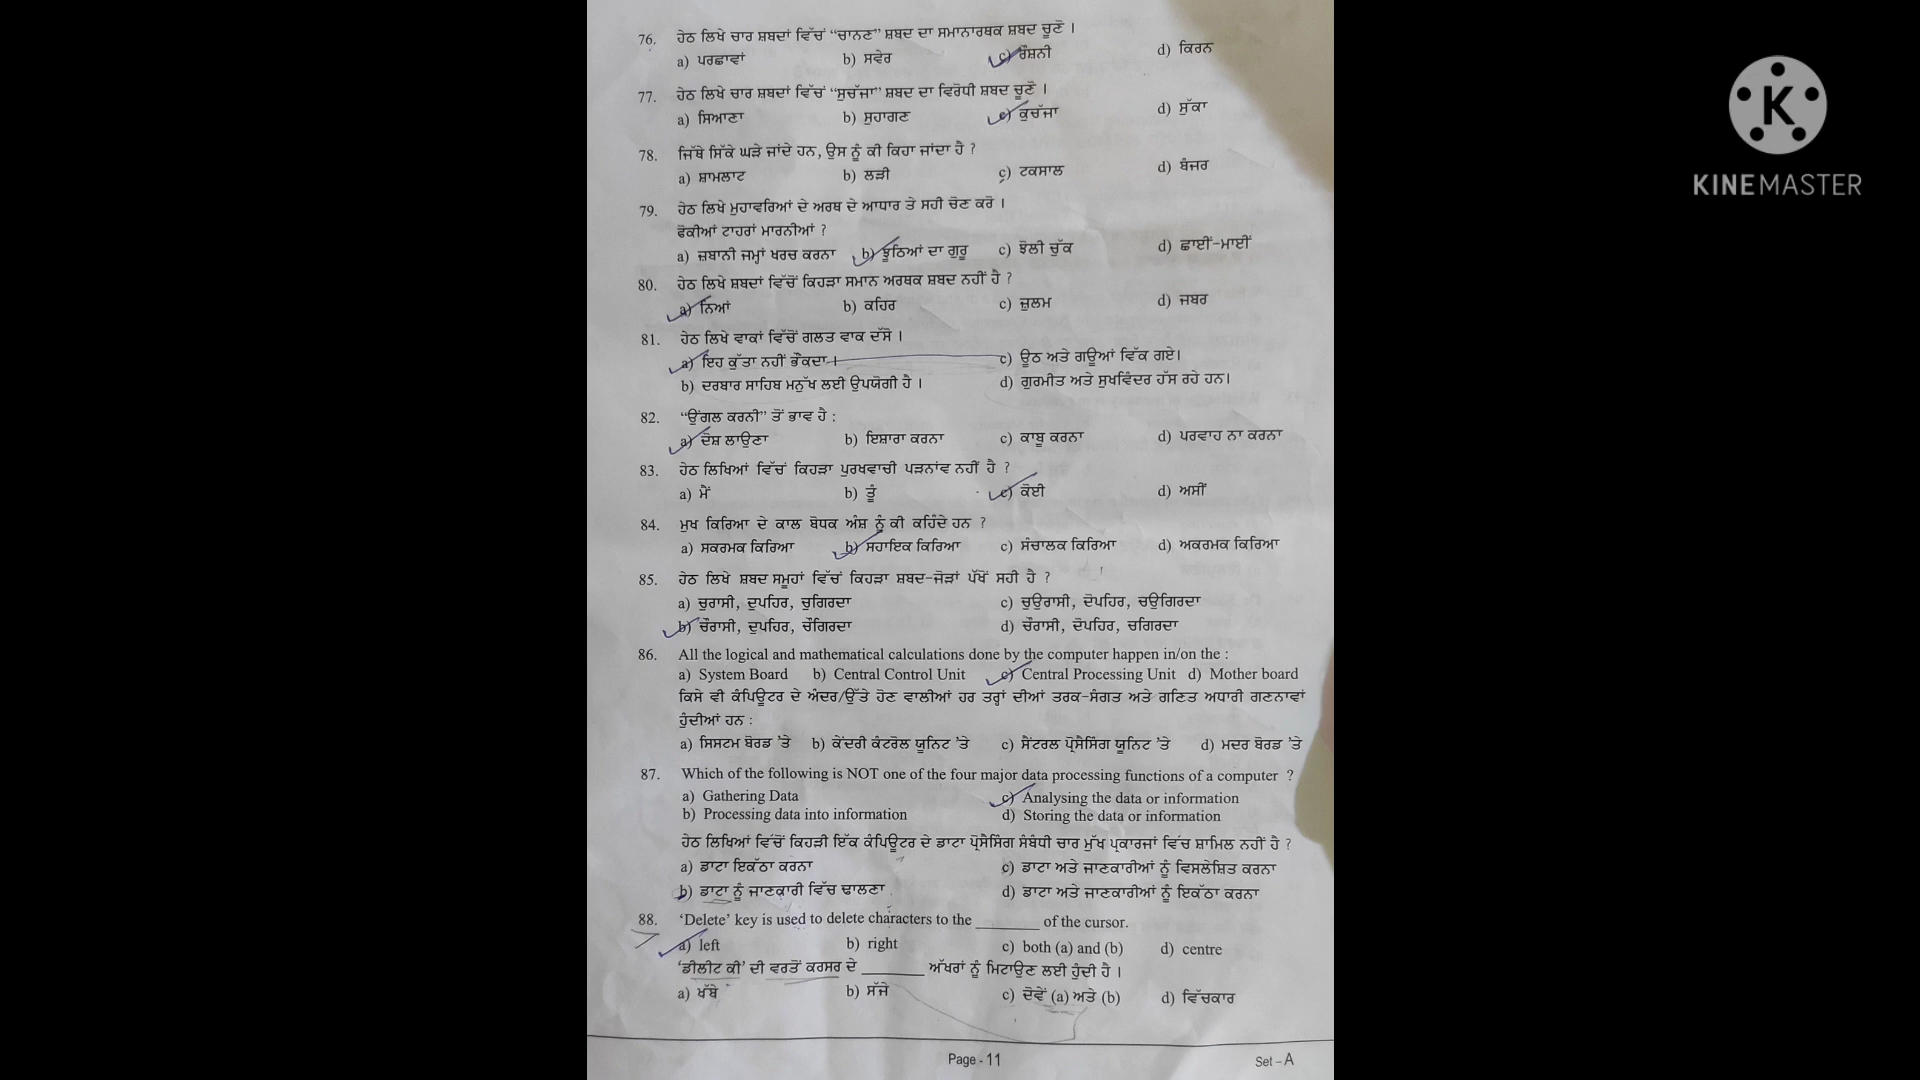 76. ਹੇਠ ਲਿਖੇ ਚਾਰ ਸ਼ਬਦਾਂ ਵਿੱਚੋਂ “ਚਾਨਣ” ਸ਼ਬਦ ਦਾ ਸਮਾਨਾਰਥਕ ਸ਼ਬਦ ਚੁਣੋ ।
a) ਪਰਛਾਵਾਂ b) ਸਵੇਰ c) ਰੌਸ਼ਨੀ d) ਕਿਰਨ
77. ਹੇਠ ਲਿਖੇ ਚਾਰ ਸ਼ਬਦਾਂ ਵਿੱਚੋਂ “ਸੁਚੱਜਾ” ਸ਼ਬਦ ਦਾ ਵਿਰੋਧੀ ਸ਼ਬਦ ਚੁਣੋ ।
a) ਸਿਆਣਾ b) ਸੁਹਾਗਣ c) ਕੁਚੱਜਾ d) ਸੁੱਕਾ
78. ਜਿੱਥੇ ਸਿੱਕੇ ਘੜੇ ਜਾਂਦੇ ਹਨ, ਉਸ ਨੂੰ ਕੀ ਕਿਹਾ ਜਾਂਦਾ ਹੈ ?
a) ਸ਼ਾਮਲਾਟ b) ਲੜੀ c) ਟਕਸਾਲ d) ਬੰਜਰ
79. ਹੇਠ ਲਿਖੇ ਮੁਹਾਵਰਿਆਂ ਦੇ ਅਰਥ ਦੇ ਆਧਾਰ ਤੇ ਸਹੀ ਚੋਣ ਕਰੋ ।
ਫੋਕੀਆਂ ਟਾਹਰਾਂ ਮਾਰਨੀਆਂ ?
a) ਜ਼ਬਾਨੀ ਜਮ੍ਹਾਂ ਖਰਚ ਕਰਨਾ b) ਝੂਠਿਆਂ ਦਾ ਗੁਰੂ c) ਝੋਲੀ ਚੁੱਕ d) ਛਾਈਂ-ਮਾਈਂ
80. ਹੇਠ ਲਿਖੇ ਸ਼ਬਦਾਂ ਵਿੱਚੋਂ ਕਿਹੜਾ ਸਮਾਨ ਅਰਥਕ ਸ਼ਬਦ ਨਹੀਂ ਹੈ ?
a) ਨਿਆਂ b) ਕਹਿਰ c) ਜ਼ੁਲਮ d) ਜਬਰ
81. ਹੇਠ ਲਿਖੇ ਵਾਕਾਂ ਵਿੱਚੋਂ ਗਲਤ ਵਾਕ ਦੱਸੋ ।
a) ਇਹ ਕੁੱਤਾ ਨਹੀਂ ਭੌਂਕਦਾ । c) ਊਠ ਅਤੇ ਗਊਆਂ ਵਿੱਕ ਗਏ।
b) ਦਰਬਾਰ ਸਾਹਿਬ ਮਨੁੱਖ ਲਈ ਉਪਯੋਗੀ ਹੈ । d) ਗੁਰਮੀਤ ਅਤੇ ਸੁਖਵਿੰਦਰ ਹੱਸ ਰਹੇ ਹਨ।
82. “ਉਂਗਲ ਕਰਨੀ” ਤੋਂ ਭਾਵ ਹੈ :
a) ਦੋਸ਼ ਲਾਉਣਾ b) ਇਸ਼ਾਰਾ ਕਰਨਾ c) ਕਾਬੂ ਕਰਨਾ d) ਪਰਵਾਹ ਨਾ ਕਰਨਾ
83. ਹੇਠ ਲਿਖਿਆਂ ਵਿੱਚੋਂ ਕਿਹੜਾ ਪੁਰਖਵਾਚੀ ਪੜਨਾਂਵ ਨਹੀਂ ਹੈ ?
a) ਮੈਂ b) ਤੂੰ c) ਕੋਈ d) ਅਸੀਂ
84. ਮੁਖ ਕਿਰਿਆ ਦੇ ਕਾਲ ਬੋਧਕ ਅੰਸ਼ ਨੂੰ ਕੀ ਕਹਿੰਦੇ ਹਨ ?
a) ਸਕਰਮਕ ਕਿਰਿਆ b) ਸਹਾਇਕ ਕਿਰਿਆ c) ਸੰਚਾਲਕ ਕਿਰਿਆ d) ਅਕਰਮਕ ਕਿਰਿਆ
85. ਹੇਠ ਲਿਖੇ ਸ਼ਬਦ ਸਮੂਹਾਂ ਵਿੱਚੋਂ ਕਿਹੜਾ ਸ਼ਬਦ-ਜੋੜਾਂ ਪੱਖੋਂ ਸਹੀ ਹੈ ?
a) ਚੁਰਾਸੀ, ਦੁਪਹਿਰ, ਚੁਗਿਰਦਾ c) ਚੁਉਰਾਸੀ, ਦੋਪਹਿਰ, ਚਉਗਿਰਦਾ
b) ਚੌਰਾਸੀ, ਦੁਪਹਿਰ, ਚੌਗਿਰਦਾ d) ਚੌਰਾਸੀ, ਦੋਪਹਿਰ, ਚਗਿਰਦਾ
86. All the logical and mathematical calculations done by the computer happen in/on the :
a) System Board b) Central Control Unit c) Central Processing Unit d) Mother board
ਕਿਸੇ ਵੀ ਕੰਪਿਊਟਰ ਦੇ ਅੰਦਰ/ਉੱਤੇ ਹੋਣ ਵਾਲੀਆਂ ਹਰ ਤਰ੍ਹਾਂ ਦੀਆਂ ਤਰਕ-ਸੰਗਤ ਅਤੇ ਗਣਿਤ ਅਧਾਰੀ ਗਣਨਾਵਾਂ
ਹੁੰਦੀਆਂ ਹਨ :
a) ਸਿਸਟਮ ਬੋਰਡ 'ਤੇ b) ਕੇਂਦਰੀ ਕੰਟਰੋਲ ਯੂਨਿਟ 'ਤੇ c) ਸੈਂਟਰਲ ਪ੍ਰੋਸੈਸਿੰਗ ਯੂਨਿਟ 'ਤੇ d) ਮਦਰ ਬੋਰਡ 'ਤੇ
87. Which of the following is NOT one of the four major data processing functions of a computer ?
a) Gathering Data c) Analysing the data or information
b) Processing data into information d) Storing the data or information
ਹੇਠ ਲਿਖਿਆਂ ਵਿੱਚੋਂ ਕਿਹੜੀ ਇੱਕ ਕੰਪਿਊਟਰ ਦੇ ਡਾਟਾ ਪ੍ਰੋਸੈਸਿੰਗ ਸੰਬੰਧੀ ਚਾਰ ਮੁੱਖ ਪ੍ਰਕਾਰਜਾਂ ਵਿੱਚ ਸ਼ਾਮਿਲ ਨਹੀਂ ਹੈ ?
a) ਡਾਟਾ ਇਕੱਠਾ ਕਰਨਾ c) ਡਾਟਾ ਅਤੇ ਜਾਣਕਾਰੀਆਂ ਨੂੰ ਵਿਸਲੇਸ਼ਿਤ ਕਰਨਾ
b) ਡਾਟਾ ਨੂੰ ਜਾਣਕਾਰੀ ਵਿੱਚ ਢਾਲਣਾ d) ਡਾਟਾ ਅਤੇ ਜਾਣਕਾਰੀਆਂ ਨੂੰ ਇਕੱਠਾ ਕਰਨਾ
88. ‘Delete’ key is used to delete characters to the ________ of the cursor.
a) left b) right c) both (a) and (b) d) centre
‘ਡੀਲੀਟ ਕੀ’ ਦੀ ਵਰਤੋਂ ਕਰਸਰ ਦੇ ________ ਅੱਖਰਾਂ ਨੂੰ ਮਿਟਾਉਣ ਲਈ ਹੁੰਦੀ ਹੈ ।
a) ਖੱਬੇ b) ਸੱਜੇ c) ਦੋਵੇਂ (a) ਅਤੇ (b) d) ਵਿੱਚਕਾਰ
Page - 11 Set – A
K
KINEMASTER